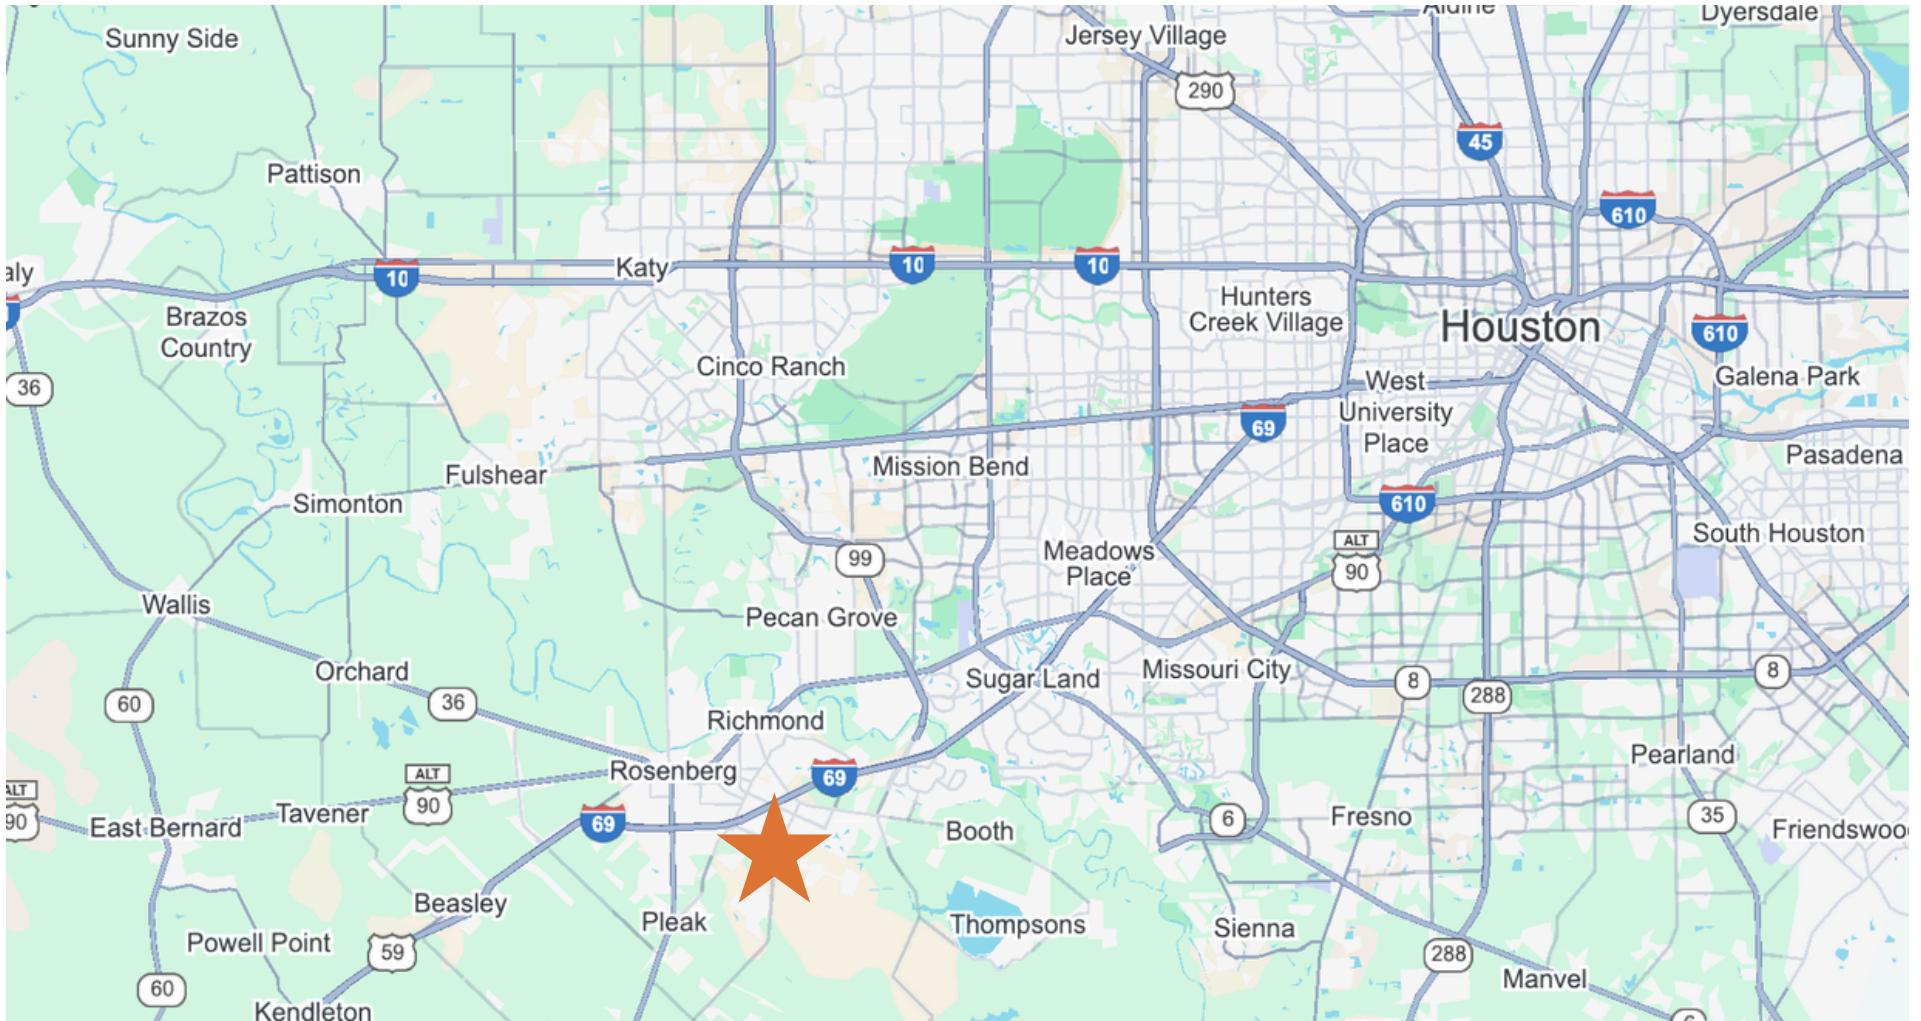 Aldine
Dyersdale
Sunny Side
Jersey Village
290
45
Pattison
610
10
Katy
10
10
aly
Brazos
Country
Hunters
Creek Village
Houston
610
36
Cinco Ranch
West
University
Place
Galena Park
69
Fulshear
Mission Bend
Pasadena
Simonton
610
South Houston
ALT
90
99
Meadows
Place
Wallis
Pecan Grove
Orchard
Sugar Land
Missouri City
8
288
8
60
36
Richmond
Pearland
Rosenberg
69
ALT
90
ALT
90
Tavener
East Bernard
69
Booth
6
Fresno
35
Friendswoo
Beasley
Pleak
Thompsons
Sienna
Powell Point
59
288
Manvel
60
Kendleton
6